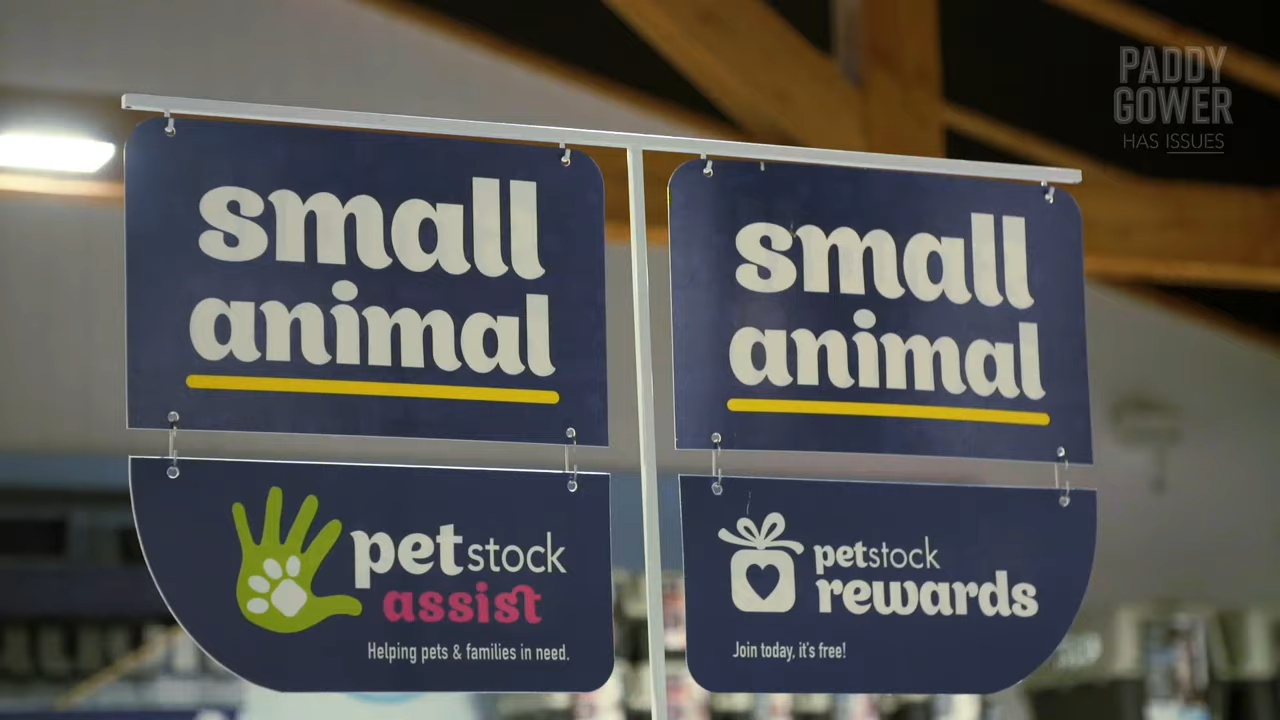 PADDY
GOWER
HAS ISSUES
small
animal
small
animal
petstock
assist
Helping pets & families in need.
petstock
rewards
Join today, it's free!